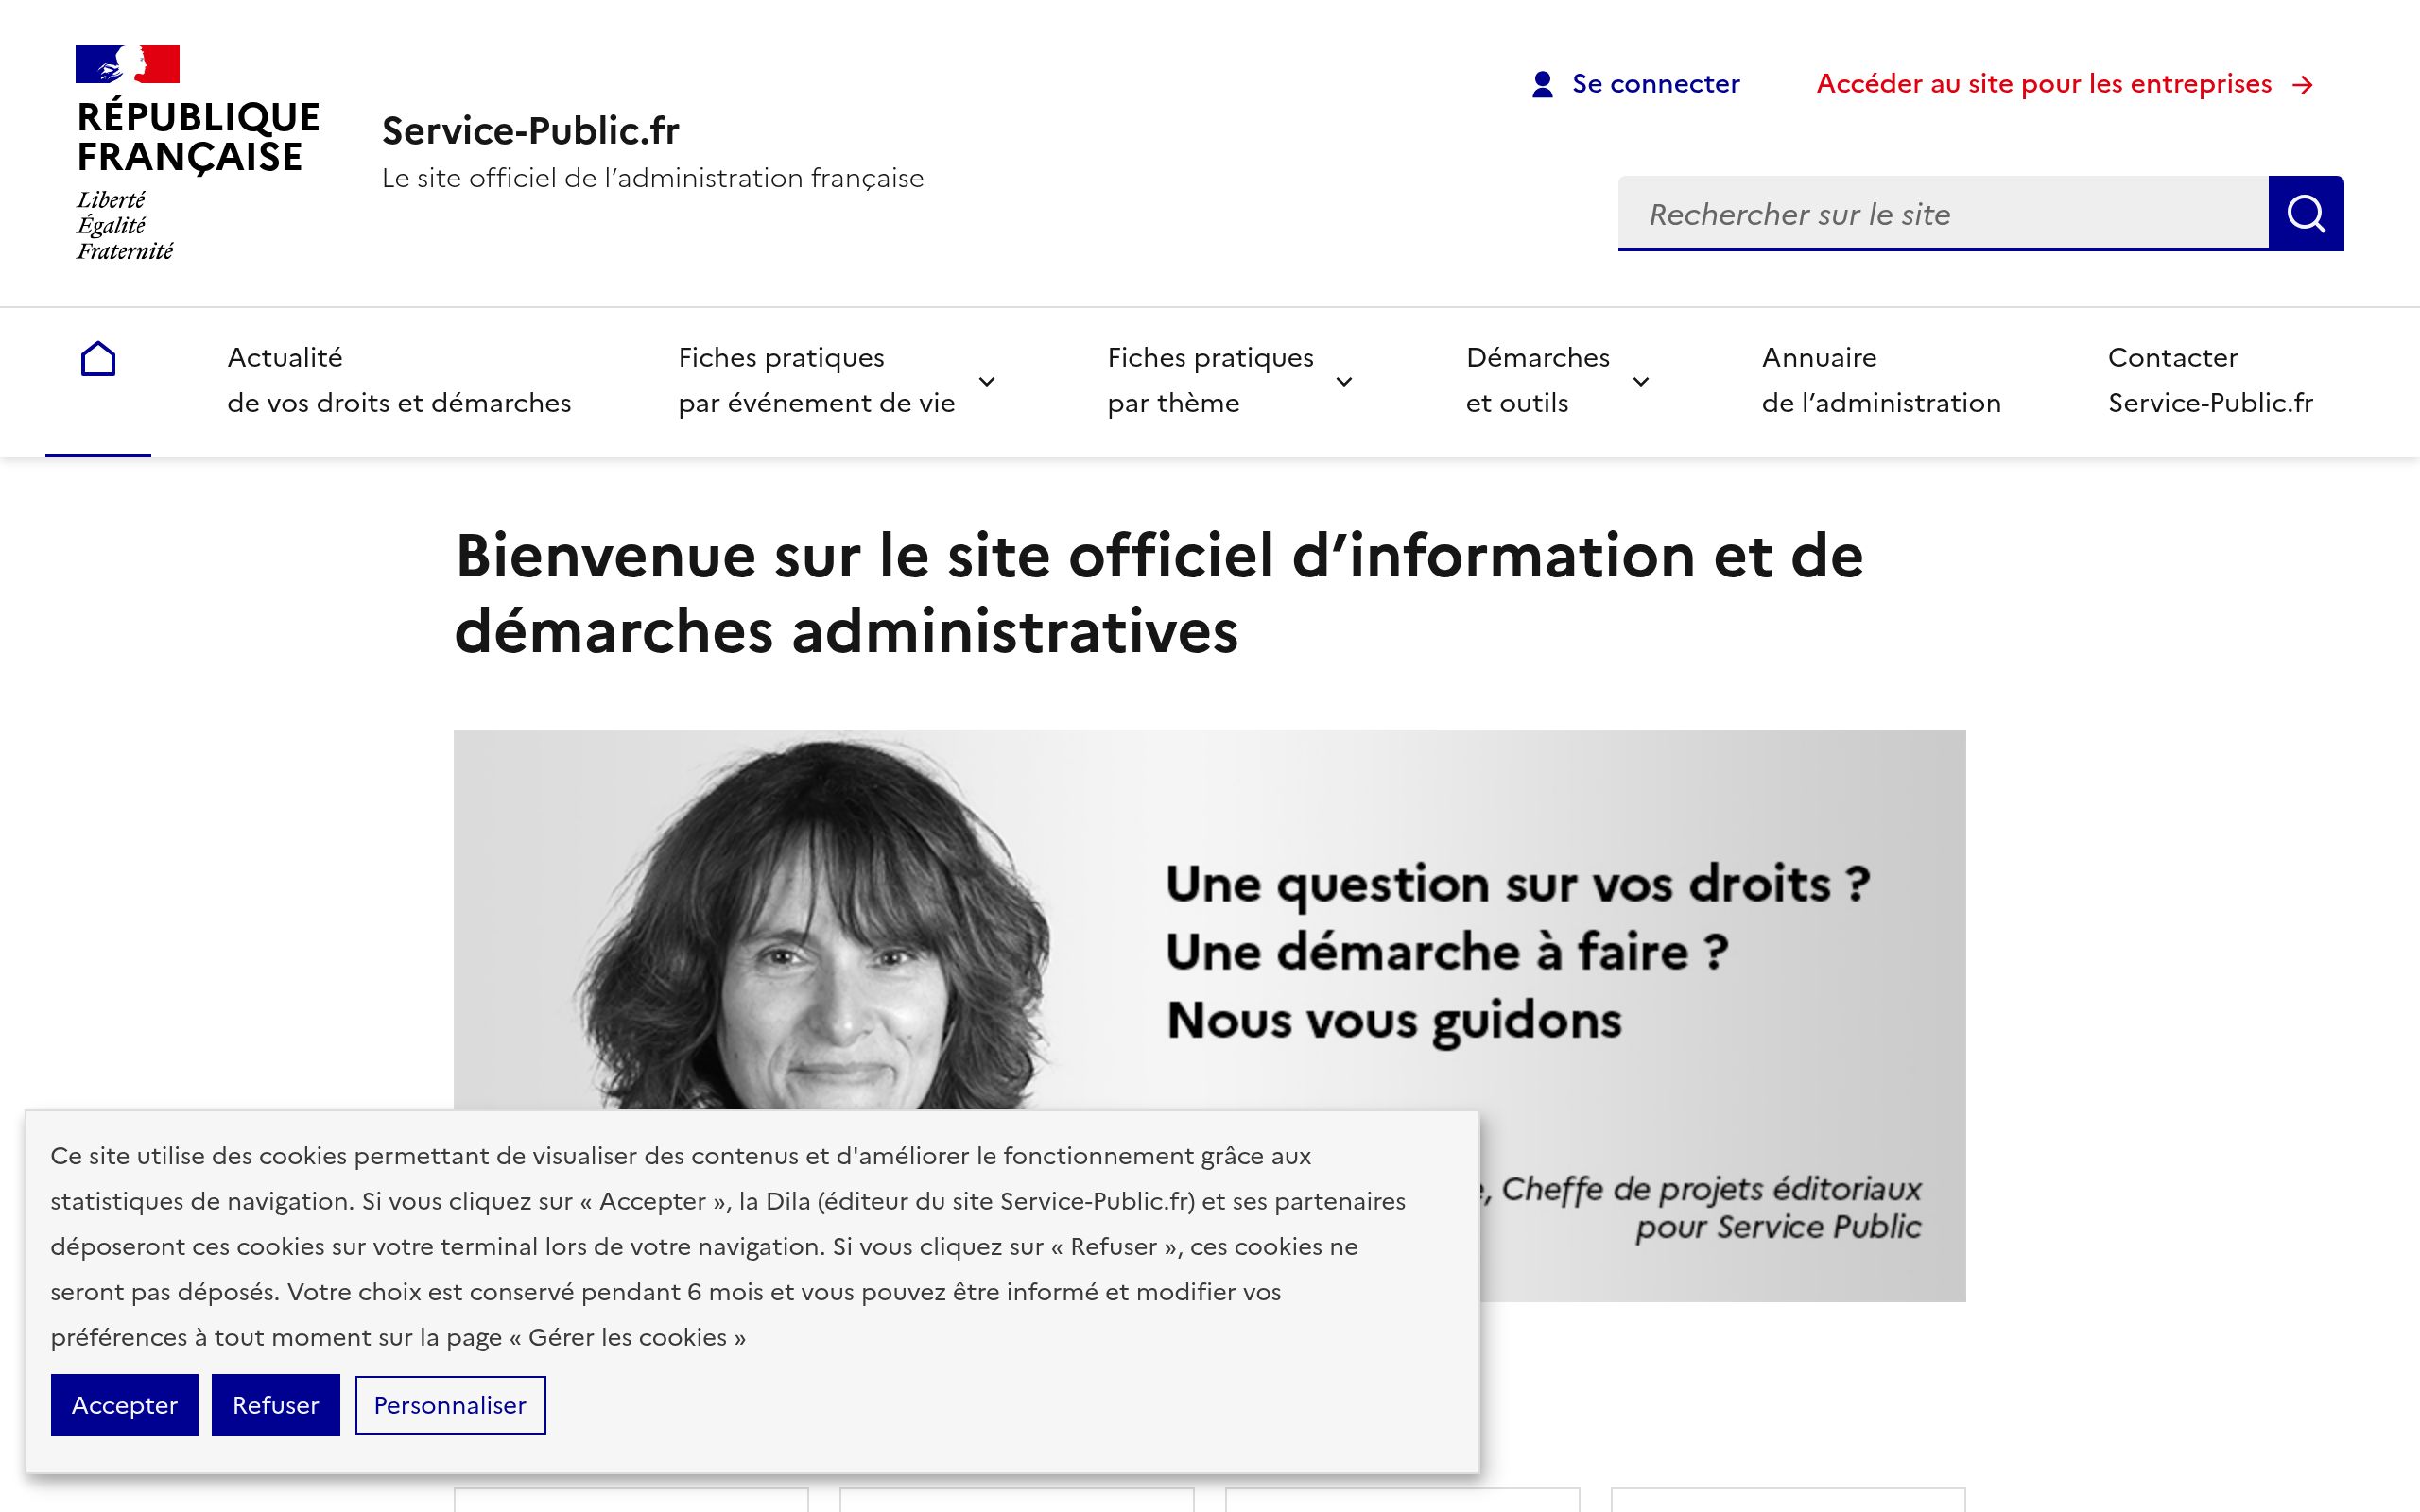 RÉPUBLIQUE
FRANÇAISE
Liberté
Égalité
Fraternité
Service-Public.fr
Le site officiel de l’administration française
Se connecter
Accéder au site pour les entreprises
Rechercher sur le site
Actualité
de vos droits et démarches
Fiches pratiques
par événement de vie
Fiches pratiques
par thème
Démarches
et outils
Annuaire
de l’administration
Contacter
Service-Public.fr
Bienvenue sur le site officiel d’information et de
démarches administratives
Une question sur vos droits ?
Une démarche à faire ?
Nous vous guidons
, Cheffe de projets éditoriaux
pour Service Public
Ce site utilise des cookies permettant de visualiser des contenus et d'améliorer le fonctionnement grâce aux
statistiques de navigation. Si vous cliquez sur « Accepter », la Dila (éditeur du site Service-Public.fr) et ses partenaires
déposeront ces cookies sur votre terminal lors de votre navigation. Si vous cliquez sur « Refuser », ces cookies ne
seront pas déposés. Votre choix est conservé pendant 6 mois et vous pouvez être informé et modifier vos
préférences à tout moment sur la page « Gérer les cookies »
Accepter
Refuser
Personnaliser